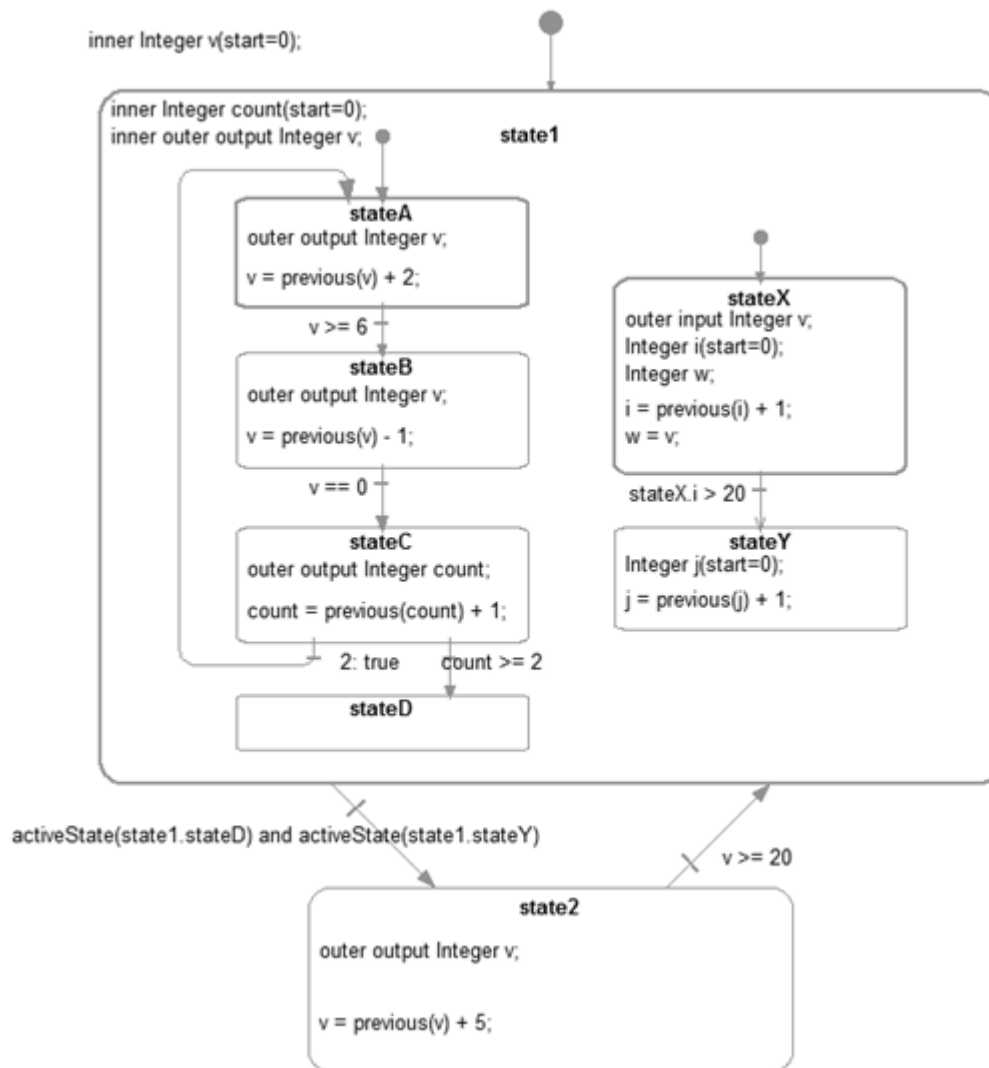 inner Integer v(start=0);
inner Integer count(start=0);
inner outer output Integer v;
state1
stateA
outer output Integer v;
v = previous(v) + 2;
v >= 6
stateB
outer output Integer v;
v = previous(v) - 1;
v == 0
stateC
outer output Integer count;
count = previous(count) + 1;
2: true
count >= 2
stateD
stateX
outer input Integer v;
Integer i(start=0);
Integer w;
i = previous(i) + 1;
w = v;
stateX.i > 20
stateY
Integer j(start=0);
j = previous(j) + 1;
activeState(state1.stateD) and activeState(state1.stateY)
v >= 20
state2
outer output Integer v;
v = previous(v) + 5;